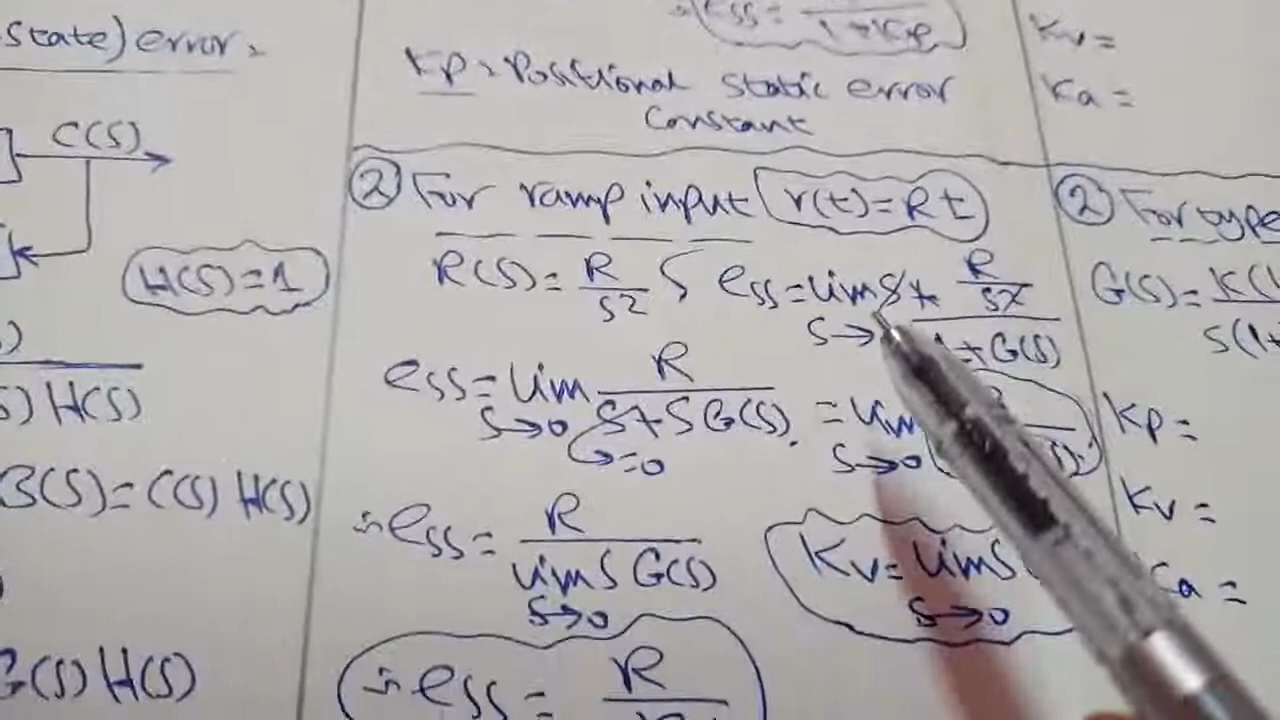 State) error.
C(S)
H(S)=1
H(S)
B(S)=C(S) H(S)
G(S) H(S)
ess=
1+Kp
Kp: Positional static error
Constant
② For ramp input r(t)=Rt
R(S)= R/S2 , ess=lim S* R/S2
S→ 1+G(S)
ess=lim R/S+SG(S) = lim
S→0 S→0
→=0
∴ess= R/lim S G(S)
S→0
Kv= lim S
S→0
∴ess= R
Kv=
Ka=
② For type
G(S)= K(1
S(1+
Kp=
Kv=
Ka=